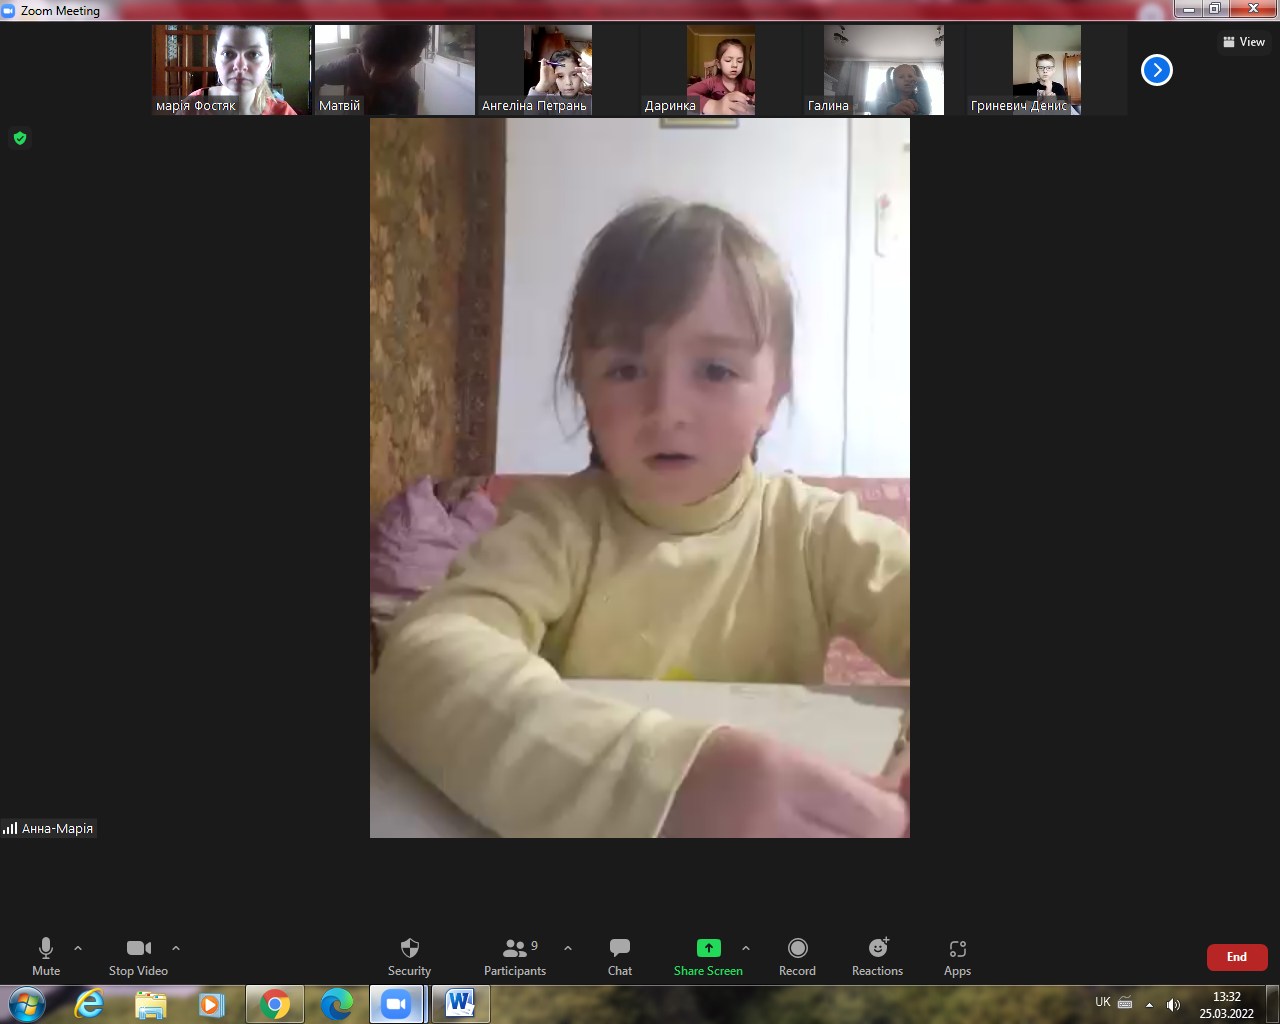 Zoom Meeting
марія Фостяк
Матвій
Ангеліна Петрань
Даринка
Галина
Гриневич Денис
View
Анна-Марія
Mute
Stop Video
Security
Participants
9
Chat
Share Screen
Record
Reactions
Apps
End
UK
13:32
25.03.2022